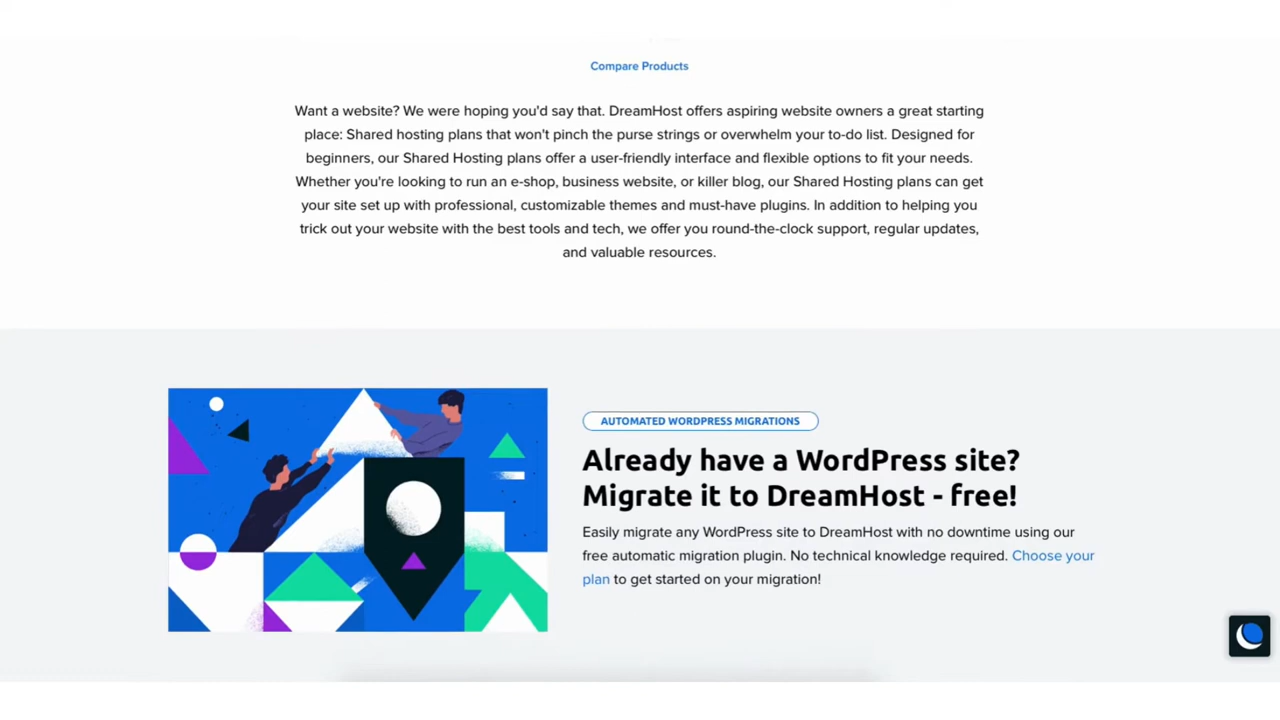 Compare Products
Want a website? We were hoping you'd say that. DreamHost offers aspiring website owners a great starting
place: Shared hosting plans that won't pinch the purse strings or overwhelm your to-do list. Designed for
beginners, our Shared Hosting plans offer a user-friendly interface and flexible options to fit your needs.
Whether you're looking to run an e-shop, business website, or killer blog, our Shared Hosting plans can get
your site set up with professional, customizable themes and must-have plugins. In addition to helping you
trick out your website with the best tools and tech, we offer you round-the-clock support, regular updates,
and valuable resources.
AUTOMATED WORDPRESS MIGRATIONS
Already have a WordPress site?
Migrate it to DreamHost - free!
Easily migrate any WordPress site to DreamHost with no downtime using our
free automatic migration plugin. No technical knowledge required. Choose your
plan to get started on your migration!